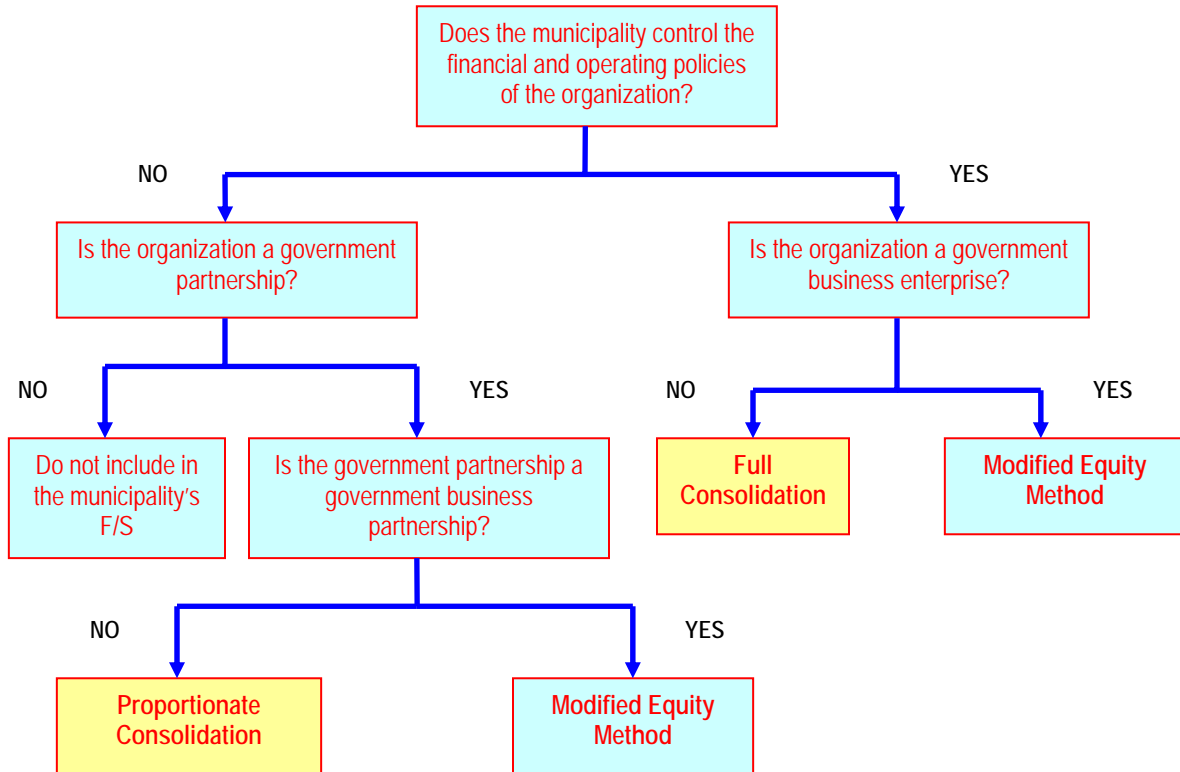 Does the municipality control the
financial and operating policies
of the organization?
NO
YES
Is the organization a government
partnership?
Is the organization a government
business enterprise?
NO
YES
NO
YES
Do not include in
the municipality's
F/S
Is the government partnership a
government business
partnership?
Full
Consolidation
Modified Equity
Method
NO
YES
Proportionate
Consolidation
Modified Equity
Method